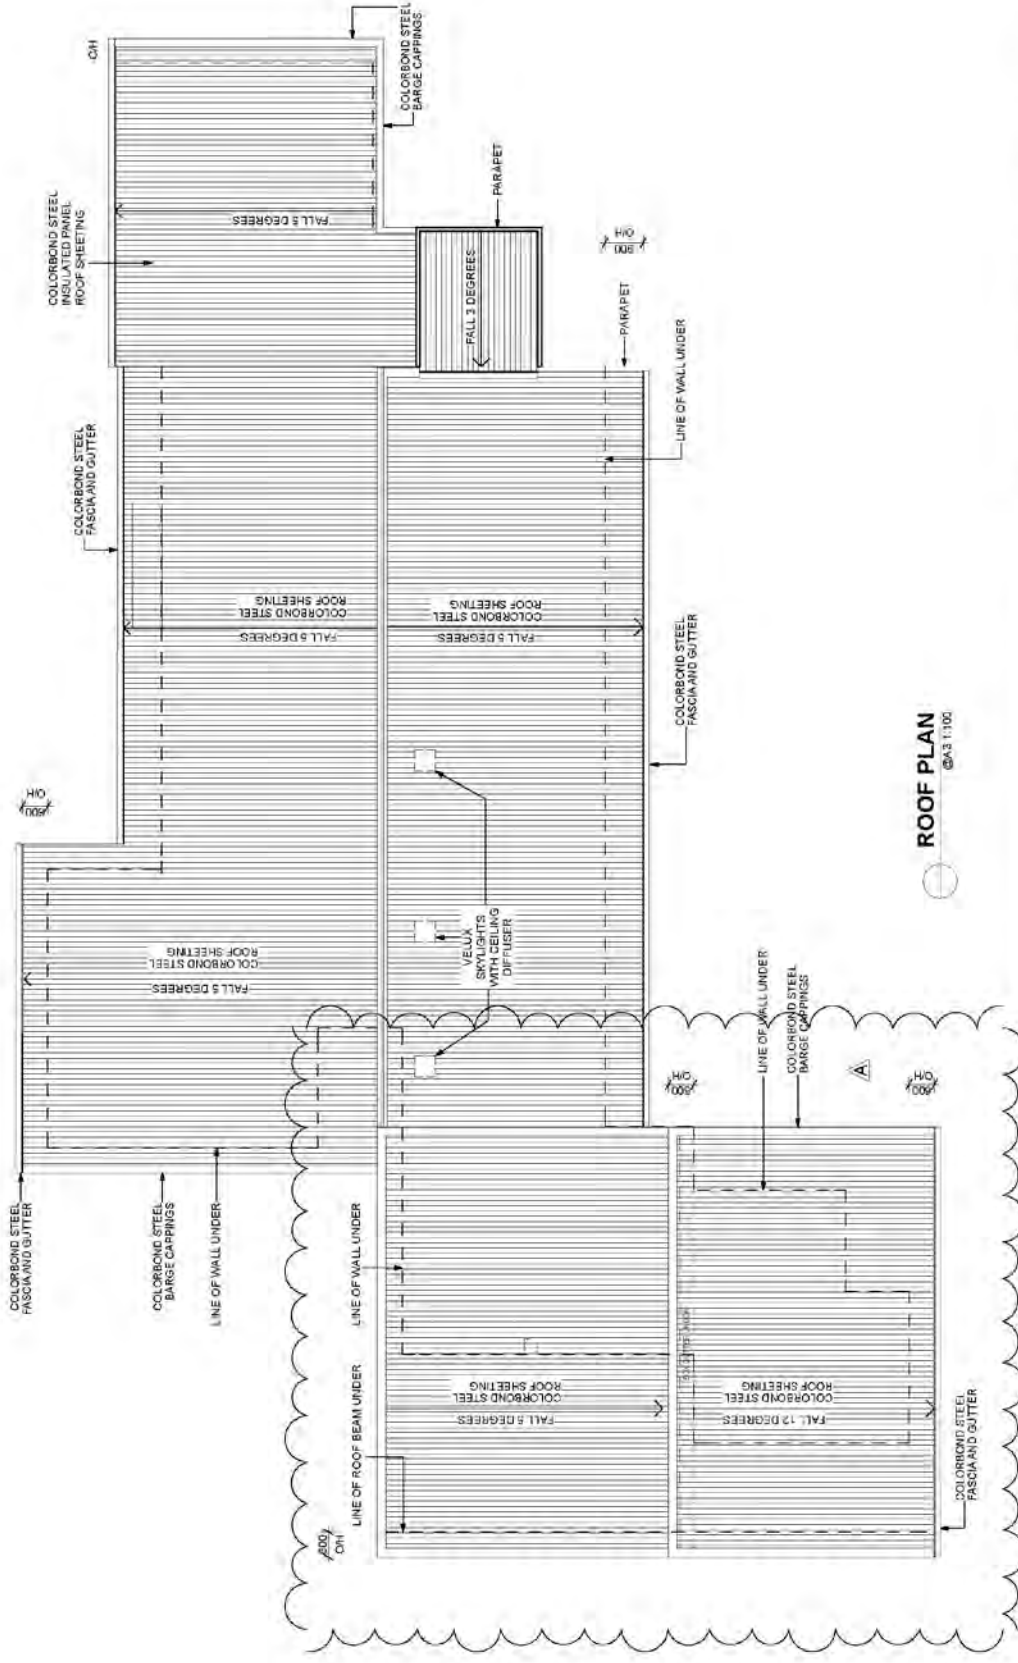 O/H
COLORBOND STEEL
BARGE CAPPINGS
COLORBOND STEEL
INSULATED PANEL
ROOF SHEETING
FALL 5 DEGREES
PARAPET
FALL 3 DEGREES
900
O/H
PARAPET
LINE OF WALL UNDER
COLORBOND STEEL
FASCIA AND GUTTER
FALL 5 DEGREES
COLORBOND STEEL
ROOF SHEETING
FALL 5 DEGREES
COLORBOND STEEL
ROOF SHEETING
COLORBOND STEEL
FASCIA AND GUTTER
600
O/H
FALL 5 DEGREES
COLORBOND STEEL
ROOF SHEETING
VELUX
SKYLIGHTS
WITH CEILING
DIFFUSER
ROOF PLAN
@A3 1:100
COLORBOND STEEL
FASCIA AND GUTTER
COLORBOND STEEL
BARGE CAPPINGS
LINE OF WALL UNDER
LINE OF WALL UNDER
LINE OF ROOF BEAM UNDER
600
O/H
LINE OF WALL UNDER
COLORBOND STEEL
BARGE CAPPINGS
A
600
O/H
600
O/H
FALL 5 DEGREES
COLORBOND STEEL
ROOF SHEETING
FALL 12 DEGREES
COLORBOND STEEL
ROOF SHEETING
COLORBOND STEEL
FASCIA AND GUTTER